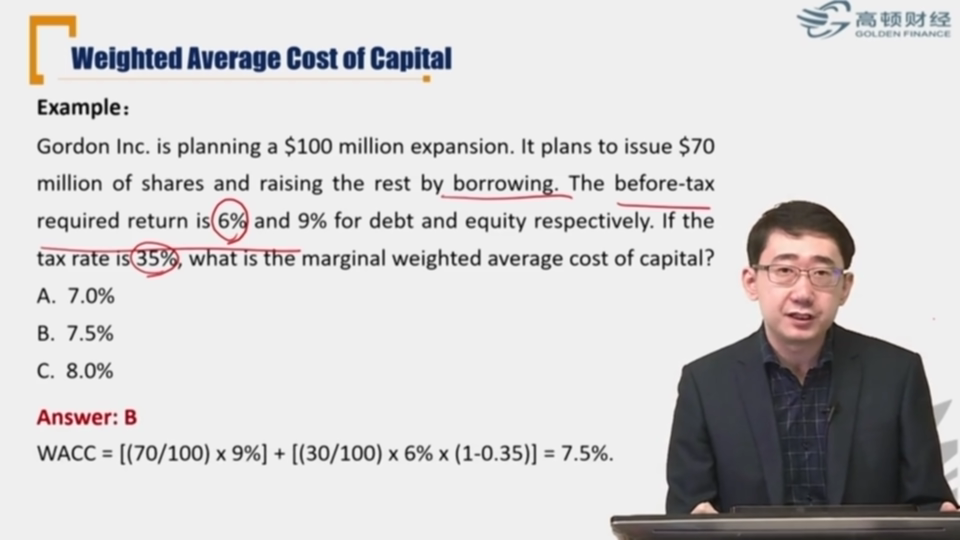 高顿财经
GOLDEN FINANCE
Weighted Average Cost of Capital
Example：
Gordon Inc. is planning a $100 million expansion. It plans to issue $70
million of shares and raising the rest by borrowing. The before-tax
required return is 6% and 9% for debt and equity respectively. If the
tax rate is 35%, what is the marginal weighted average cost of capital?
A. 7.0%
B. 7.5%
C. 8.0%
Answer: B
WACC = [(70/100) x 9%] + [(30/100) x 6% x (1-0.35)] = 7.5%.